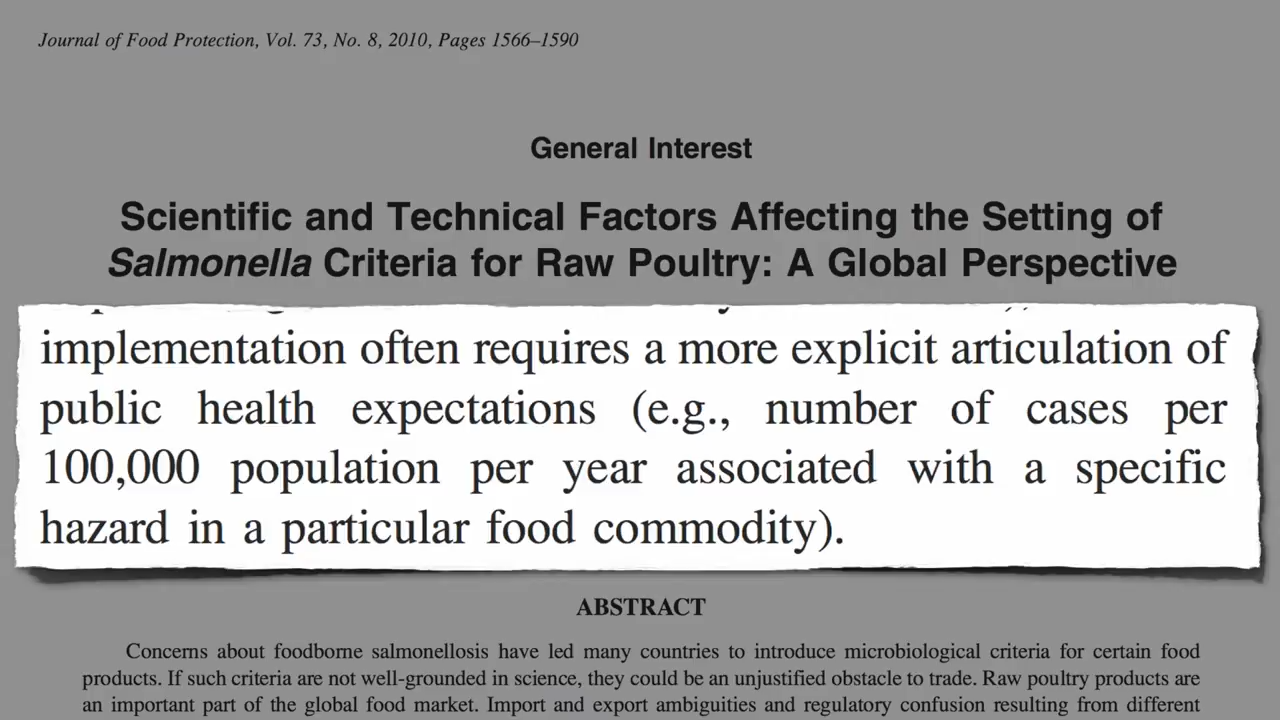 Journal of Food Protection, Vol. 73, No. 8, 2010, Pages 1566–1590
General Interest
Scientific and Technical Factors Affecting the Setting of
Salmonella Criteria for Raw Poultry: A Global Perspective
implementation often requires a more explicit articulation of
public health expectations (e.g., number of cases per
100,000 population per year associated with a specific
hazard in a particular food commodity).
ABSTRACT
Concerns about foodborne salmonellosis have led many countries to introduce microbiological criteria for certain food
products. If such criteria are not well-grounded in science, they could be an unjustified obstacle to trade. Raw poultry products are
an important part of the global food market. Import and export ambiguities and regulatory confusion resulting from different